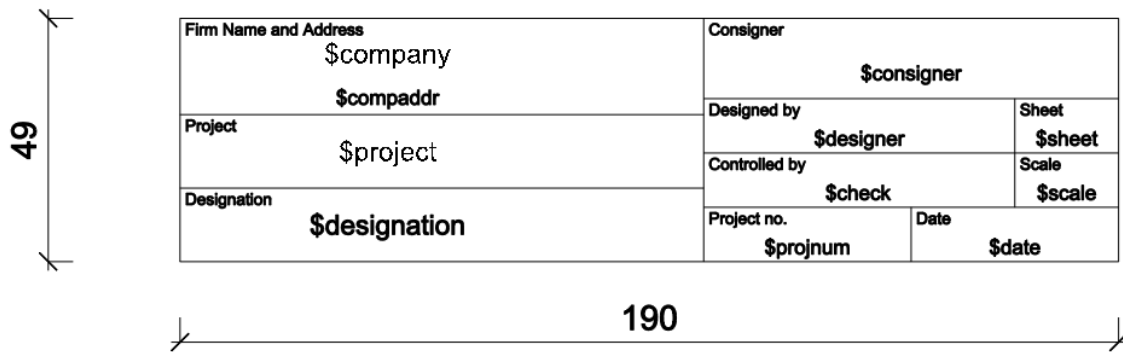 Firm Name and Address
$company
$compaddr
Project
$project
Designation
$designation
Consigner
$consigner
Designed by
$designer
Sheet
$sheet
Controlled by
$check
Scale
$scale
Project no.
$projnum
Date
$date
49
190